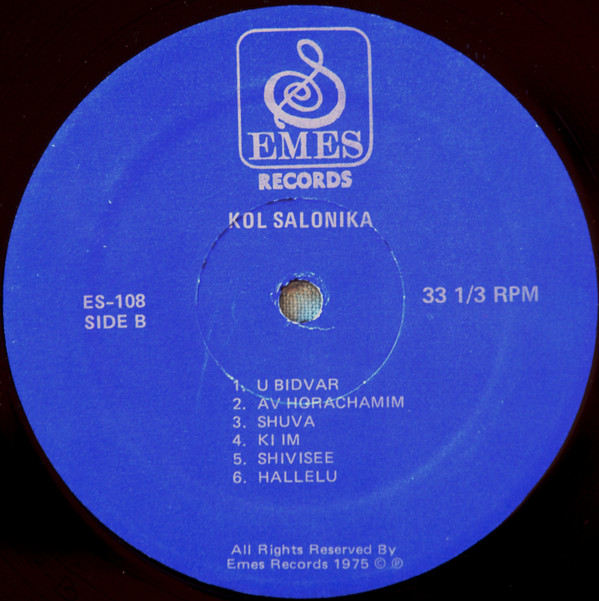 EMES
RECORDS
KOL SALONIKA
ES-108
SIDE B
33 1/3 RPM
1. U BIDVAR
2. AV HORACHAMIM
3. SHUVA
4. KI IM
5. SHIVISEE
6. HALLELU
All Rights Reserved By
Emes Records 1975 © ℗